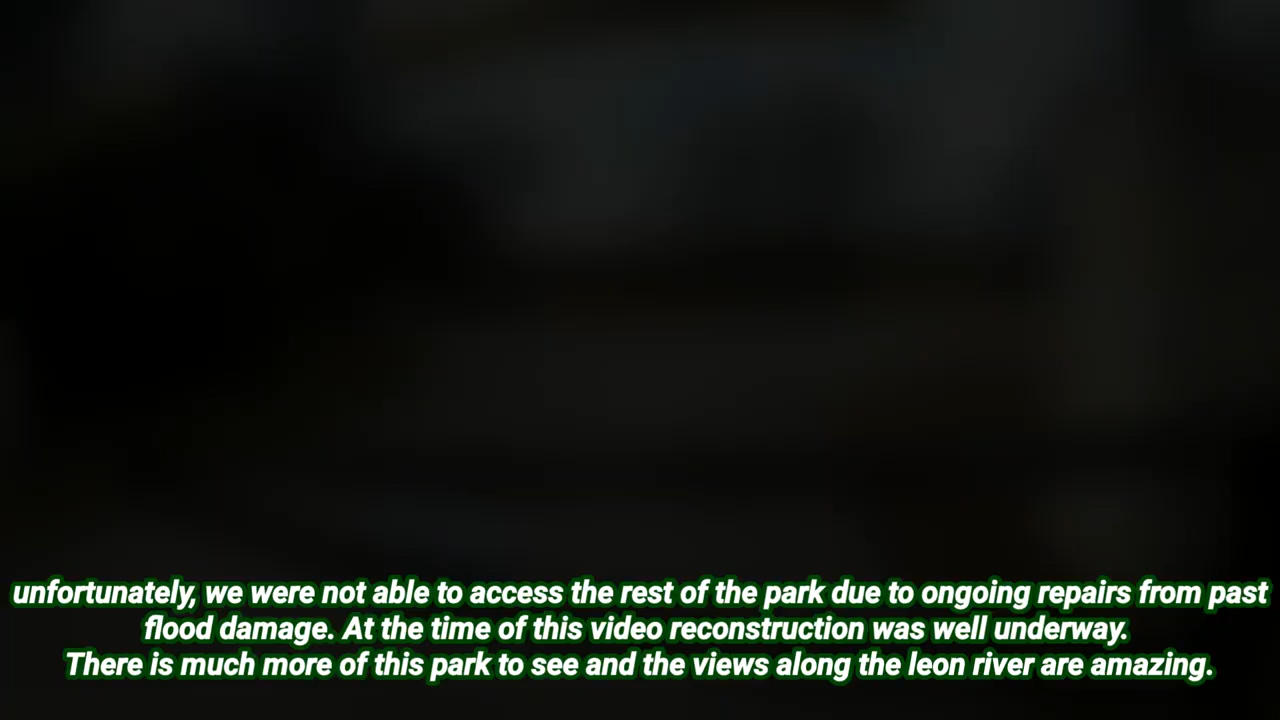 unfortunately, we were not able to access the rest of the park due to ongoing repairs from past
flood damage. At the time of this video reconstruction was well underway.
There is much more of this park to see and the views along the leon river are amazing.